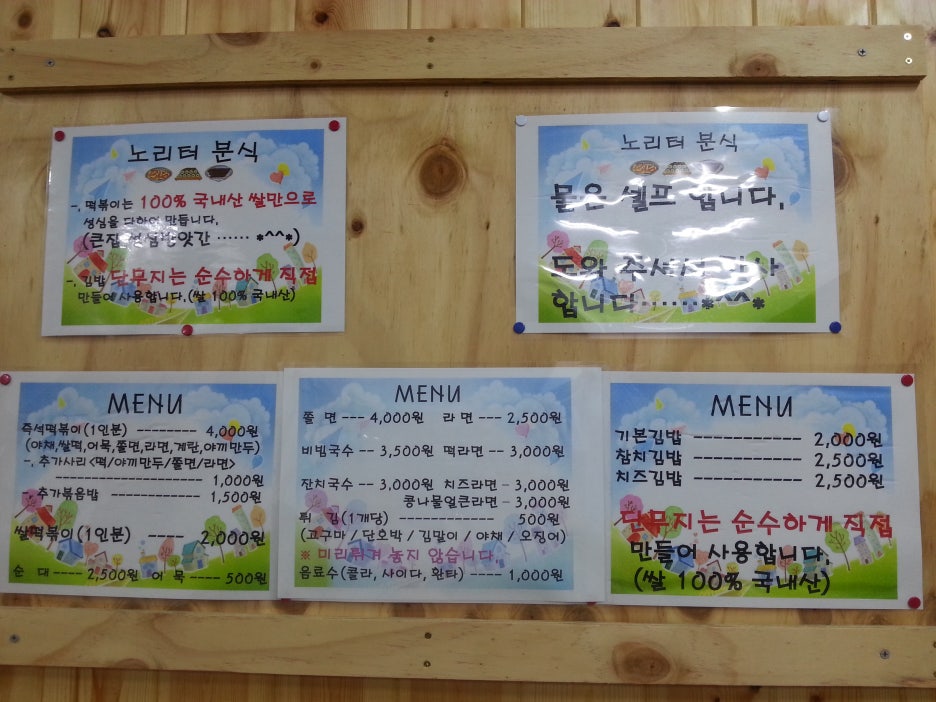 노리터 분식
-. 떡볶이는 100% 국내산 쌀만으로
성심을 다하여 만듭니다.
(큰집 방앗간 ······ *^^*)
-. 김밥 단무지는 순수하게 직접
만들어 사용합니다.(쌀 100% 국내산)
노리터 분식
물은 셀프 입니다.
도와 주셔서 감사
합니다 ······ *^^*
MENU
즉석떡볶이(1인분) ---------- 4,000원
(야채,쌀떡,어묵,쫄면,라면,계란,야끼만두)
-. 추가사리 <떡/야끼만두/쫄면/라면>
------------------------ 1,000원
-. 추가볶음밥 ------------- 1,500원
쌀떡볶이(1인분) ----- 2,000원
순 대 ---- 2,500원 어 묵 ---- 500원
MENU
쫄 면 --- 4,000원 라 면 --- 2,500원
비빔국수 -- 3,500원 떡라면 -- 3,000원
잔치국수 -- 3,000원 치즈라면 - 3,000원
콩나물얼큰라면 - 3,000원
튀 김(1개당) ------------ 500원
(고구마 / 단호박 / 김말이 / 야채 / 오징어)
※ 미리튀겨 놓지 않습니다.
음료수(콜라, 사이다, 환타) ---- 1,000원
MENU
기본김밥 ------------- 2,000원
참치김밥 ------------- 2,500원
치즈김밥 ------------- 2,500원
단무지는 순수하게 직접
만들어 사용합니다.
(쌀 100% 국내산)